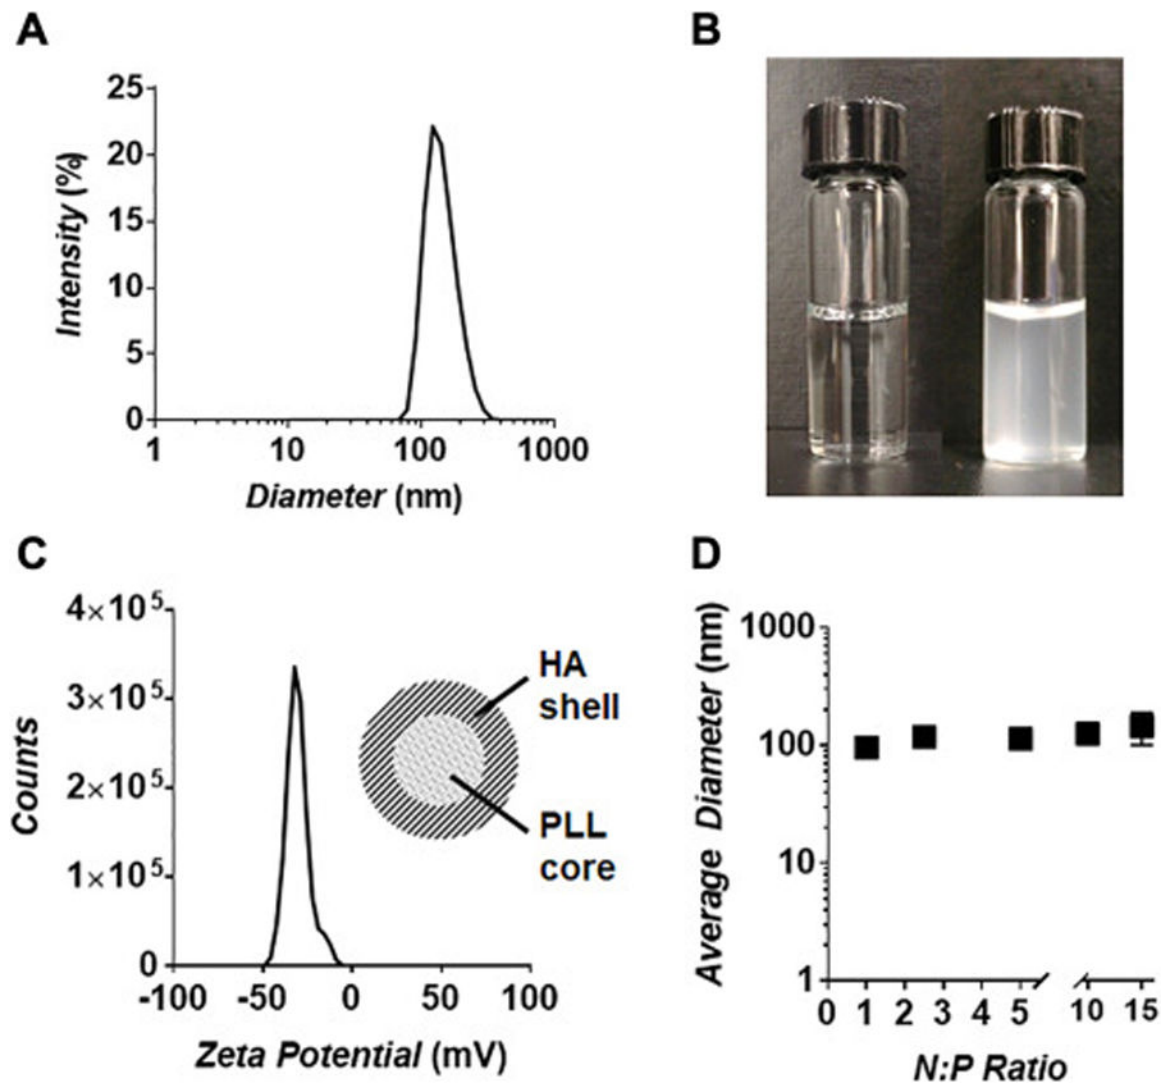 A
25
20
15
10
5
0
Intensity (%)
1 10 100 1000
Diameter (nm)
B
C
4×10⁵
3×10⁵
2×10⁵
1×10⁵
0
Counts
-100 -50 0 50 100
Zeta Potential (mV)
HA
shell
PLL
core
D
1000
100
10
1
Average Diameter (nm)
0 1 2 3 4 5 10 15
N:P Ratio